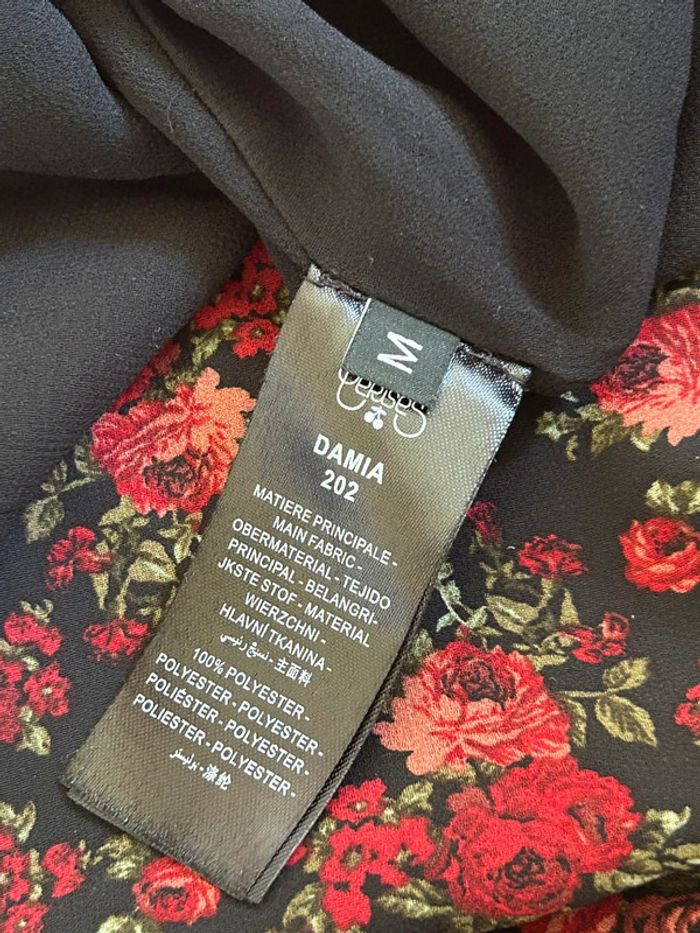 M
Cerises
DAMIA
202
MATIERE PRINCIPALE -
MAIN FABRIC -
OBERMATERIAL - TEJIDO
PRINCIPAL - BELANGRI-
JKSTE STOF - MATERIAL
WIERZCHNI -
HLAVNÍ TKANINA -
نسيج رئيسي - 主面料
100% POLYESTER -
POLYESTER - POLYESTER -
POLIÉSTER - POLYESTER -
POLIESTER - POLYESTER -
بوليستر - 涤纶